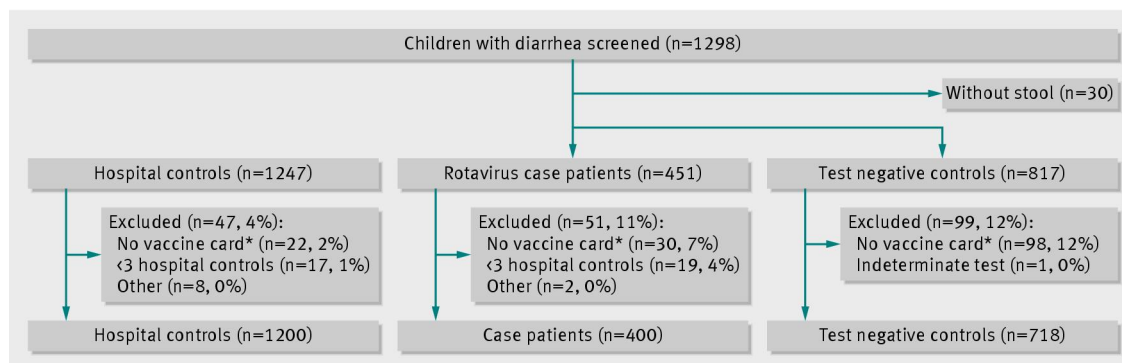 Children with diarrhea screened (n=1298)
Without stool (n=30)
Hospital controls (n=1247)
Rotavirus case patients (n=451)
Test negative controls (n=817)
Excluded (n=47, 4%):
No vaccine card* (n=22, 2%)
<3 hospital controls (n=17, 1%)
Other (n=8, 0%)
Excluded (n=51, 11%):
No vaccine card* (n=30, 7%)
<3 hospital controls (n=19, 4%)
Other (n=2, 0%)
Excluded (n=99, 12%):
No vaccine card* (n=98, 12%)
Indeterminate test (n=1, 0%)
Hospital controls (n=1200)
Case patients (n=400)
Test negative controls (n=718)